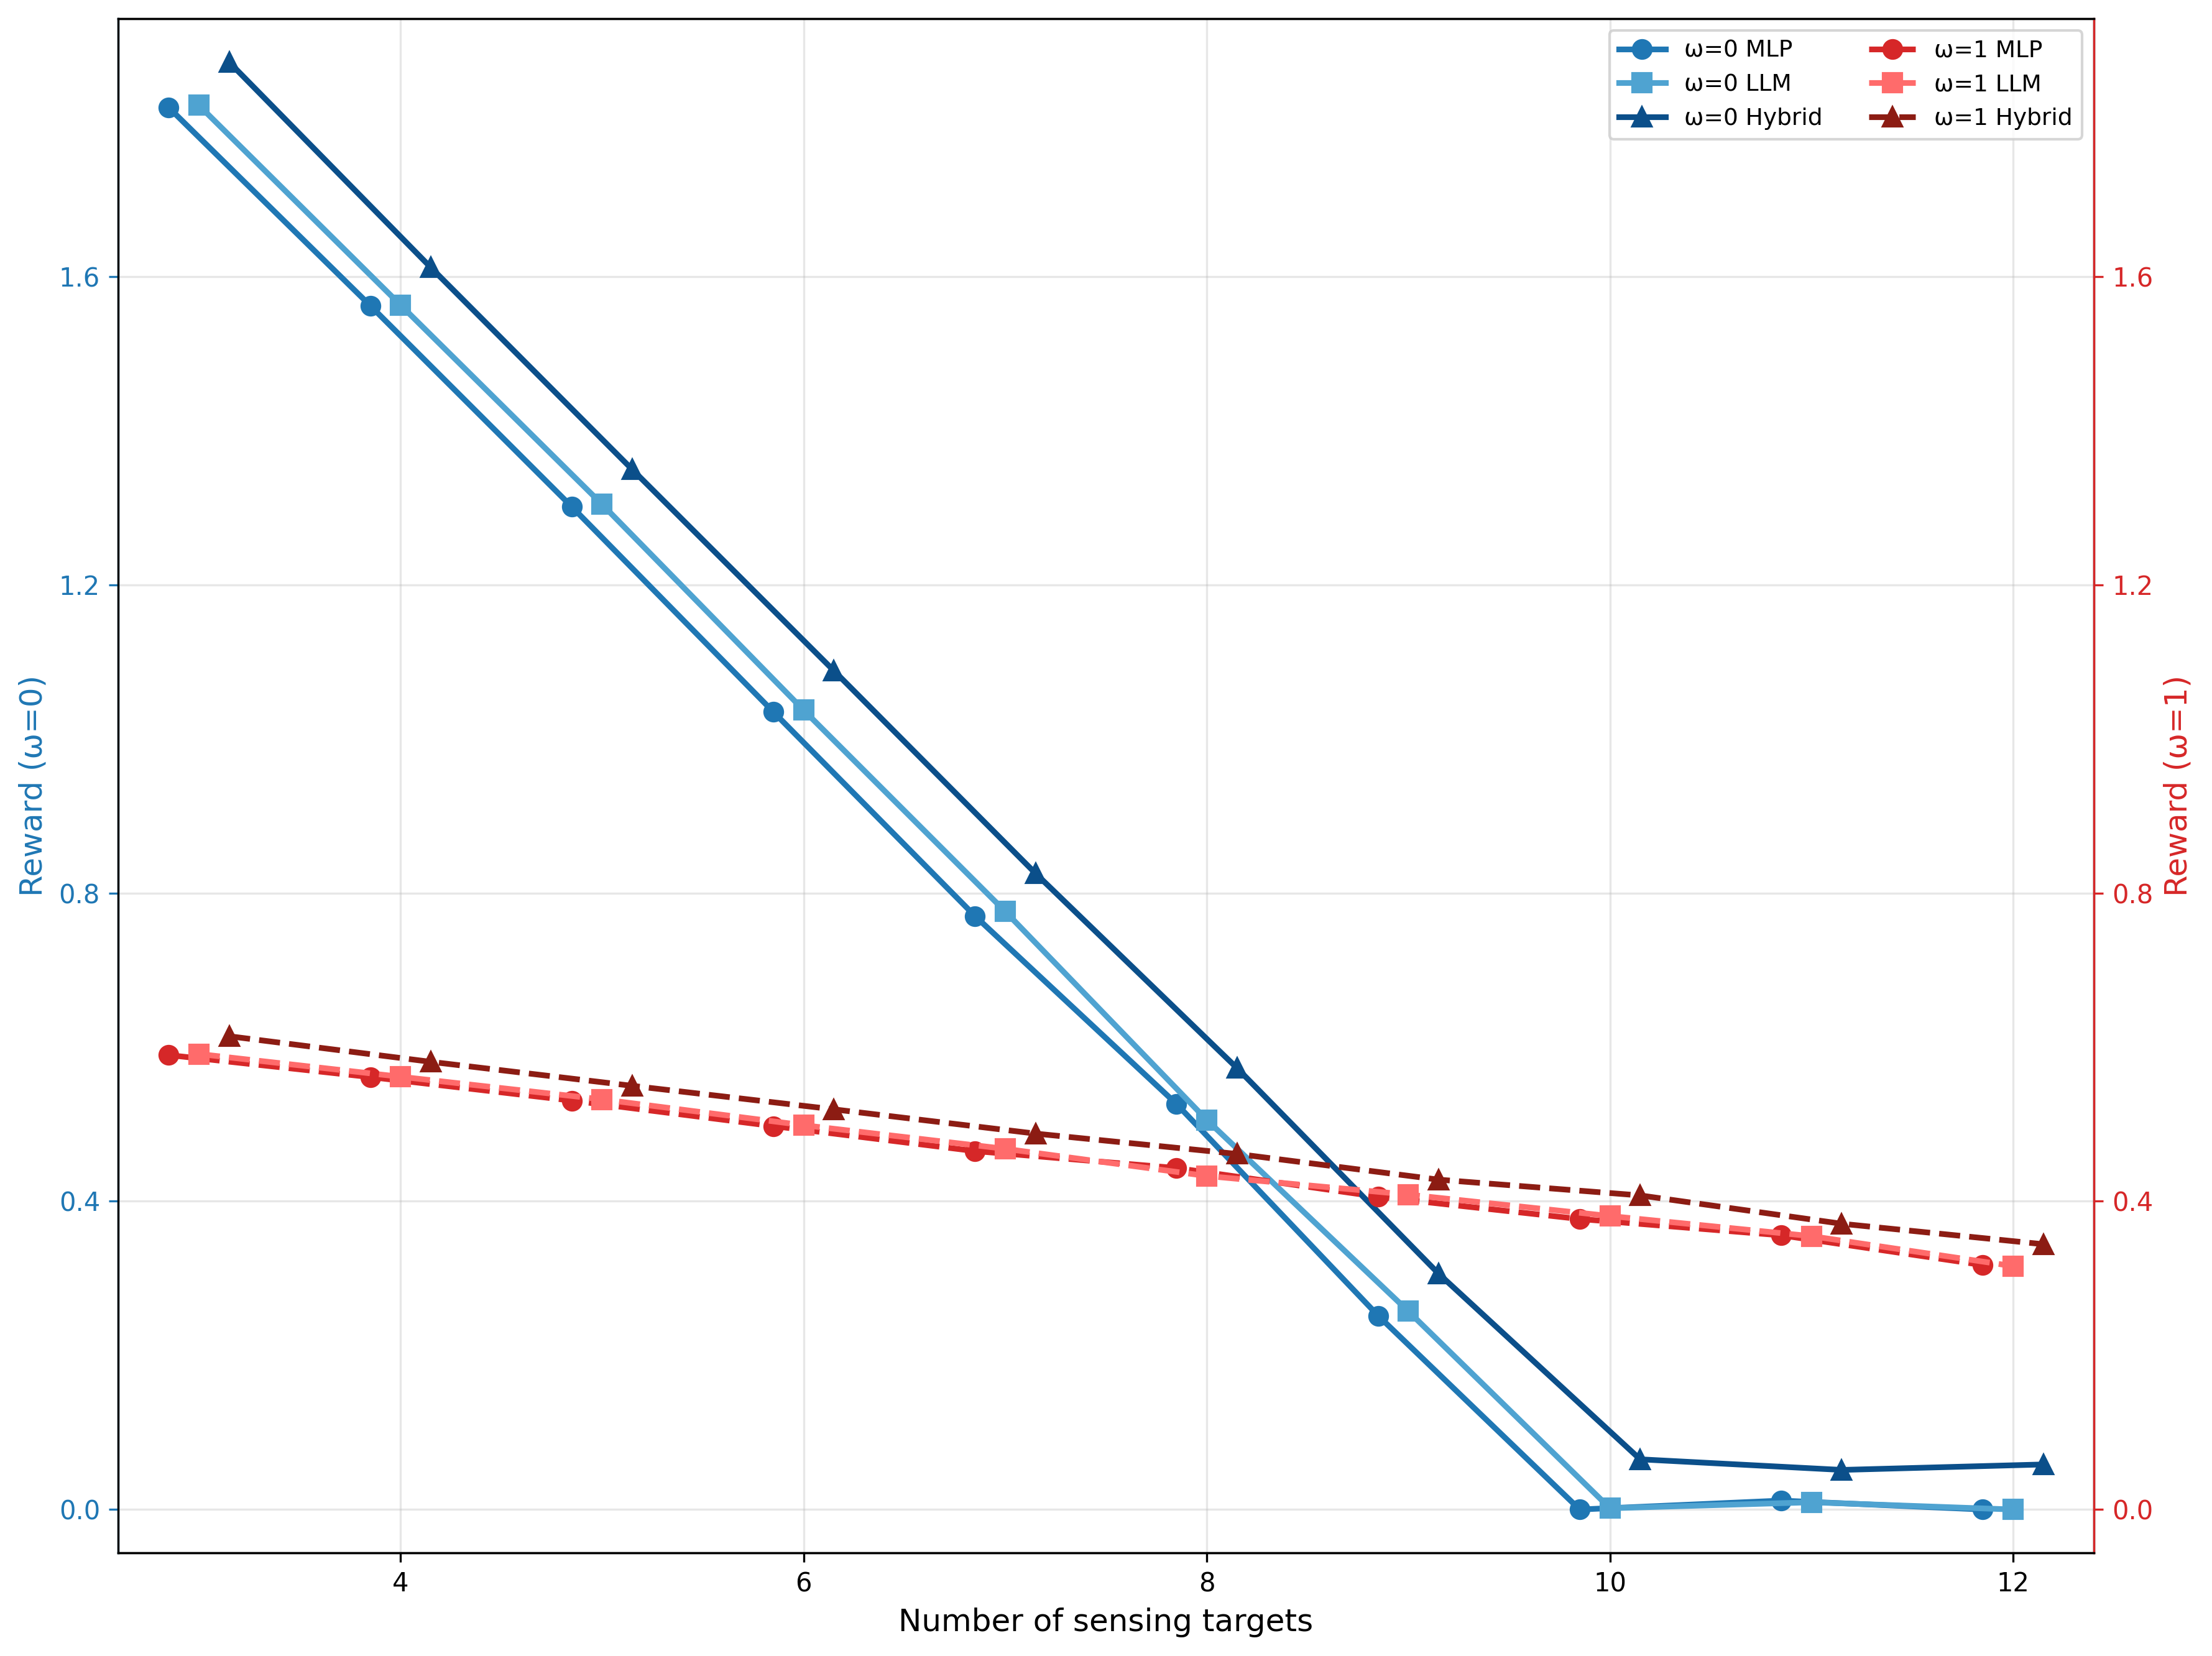 ω=0 MLP
ω=0 LLM
ω=0 Hybrid
ω=1 MLP
ω=1 LLM
ω=1 Hybrid
Reward (ω=0)
1.6
1.2
0.8
0.4
0.0
Reward (ω=1)
1.6
1.2
0.8
0.4
0.0
4 6 8 10 12
Number of sensing targets